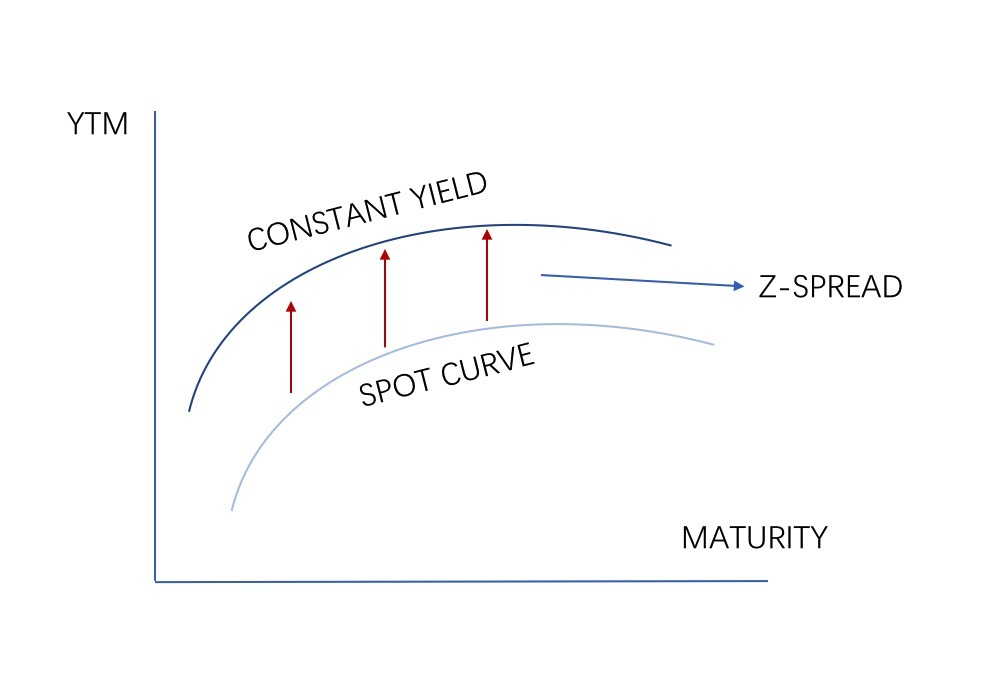 YTM
CONSTANT YIELD
Z-SPREAD
SPOT CURVE
MATURITY